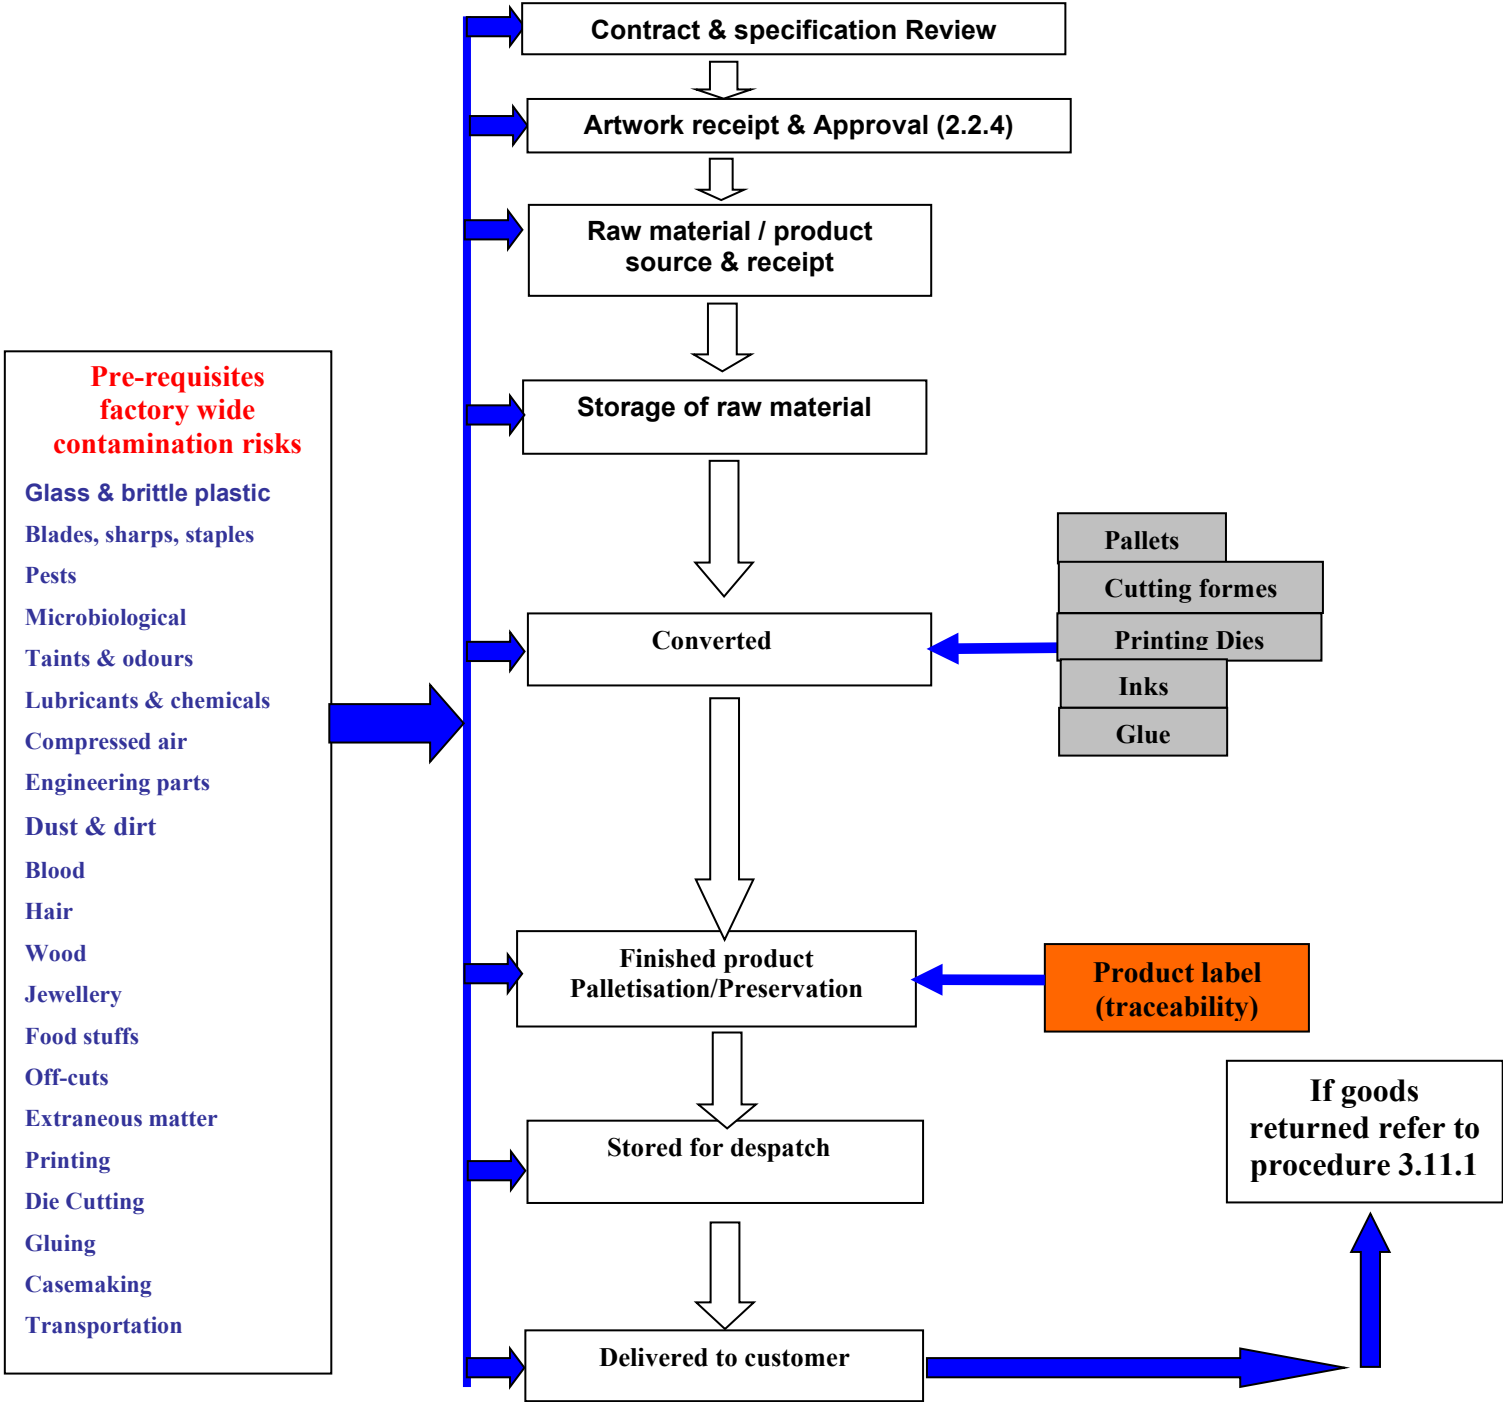 Contract & specification Review
Artwork receipt & Approval (2.2.4)
Raw material / product
source & receipt
Storage of raw material
Pre-requisites
factory wide
contamination risks
Glass & brittle plastic
Blades, sharps, staples
Pests
Microbiological
Taints & odours
Lubricants & chemicals
Compressed air
Engineering parts
Dust & dirt
Blood
Hair
Wood
Jewellery
Food stuffs
Off-cuts
Extraneous matter
Printing
Die Cutting
Gluing
Casemaking
Transportation
Converted
Pallets
Cutting formes
Printing Dies
Inks
Glue
Finished product
Palletisation/Preservation
Product label
(traceability)
Stored for despatch
If goods
returned refer to
procedure 3.11.1
Delivered to customer